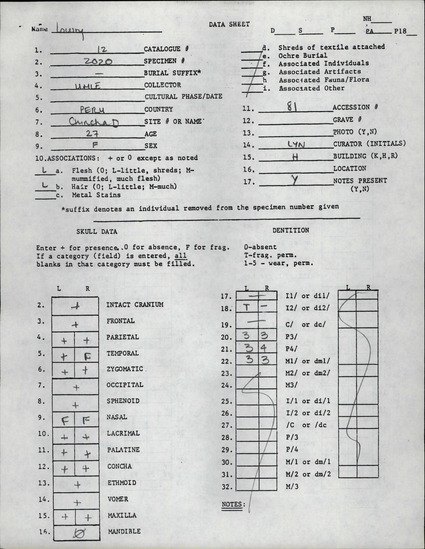 DATA SHEET
NH
Name Lowry
D S P PA P18
1. 12 CATALOGUE #
2. 2020 SPECIMEN #
3. — BURIAL SUFFIX*
4. UHLE COLLECTOR
5. CULTURAL PHASE/DATE
6. PERU COUNTRY
7. Chincha D SITE # OR NAME
8. 27 AGE
9. F SEX
10. ASSOCIATIONS: + or 0 except as noted
L a. Flesh (0; L-little, shreds; M-
mummified, much flesh)
L b. Hair (0; L-little; M-much)
c. Metal Stains
d. Shreds of textile attached
e. Ochre Burial
f. Associated Individuals
g. Associated Artifacts
h. Associated Fauna/Flora
i. Associated Other
11. 81 ACCESSION #
12. GRAVE #
13. PHOTO (Y,N)
14. LYN CURATOR (INITIALS)
15. H BUILDING (K,H,R)
16. LOCATION
17. Y NOTES PRESENT
(Y,N)
*suffix denotes an individual removed from the specimen number given
SKULL DATA
Enter + for presence, 0 for absence, F for frag.
If a category (field) is entered, all
blanks in that category must be filled.
L R
2. + INTACT CRANIUM
3. + FRONTAL
4. + + PARIETAL
5. + F TEMPORAL
6. + + ZYGOMATIC
7. + OCCIPITAL
8. + SPHENOID
9. F F NASAL
10. + + LACRIMAL
11. + + PALATINE
12. + + CONCHA
13. + ETHMOID
14. + VOMER
15. + + MAXILLA
16. 0 MANDIBLE
DENTITION
0-absent
T-frag. perm.
1-5 - wear, perm.
L R L R
17. — I1/ or di1/
18. T - I2/ or di2/
19. — C/ or dc/
20. 3 3 P3/
21. 3 4 P4/
22. 3 3 M1/ or dm1/
23. M2/ or dm2/
24. M3/
25. I/1 or di/1
26. I/2 or di/2
27. /C or /dc
28. P/3
29. P/4
30. M/1 or dm/1
31. M/2 or dm/2
32. M/3
NOTES: